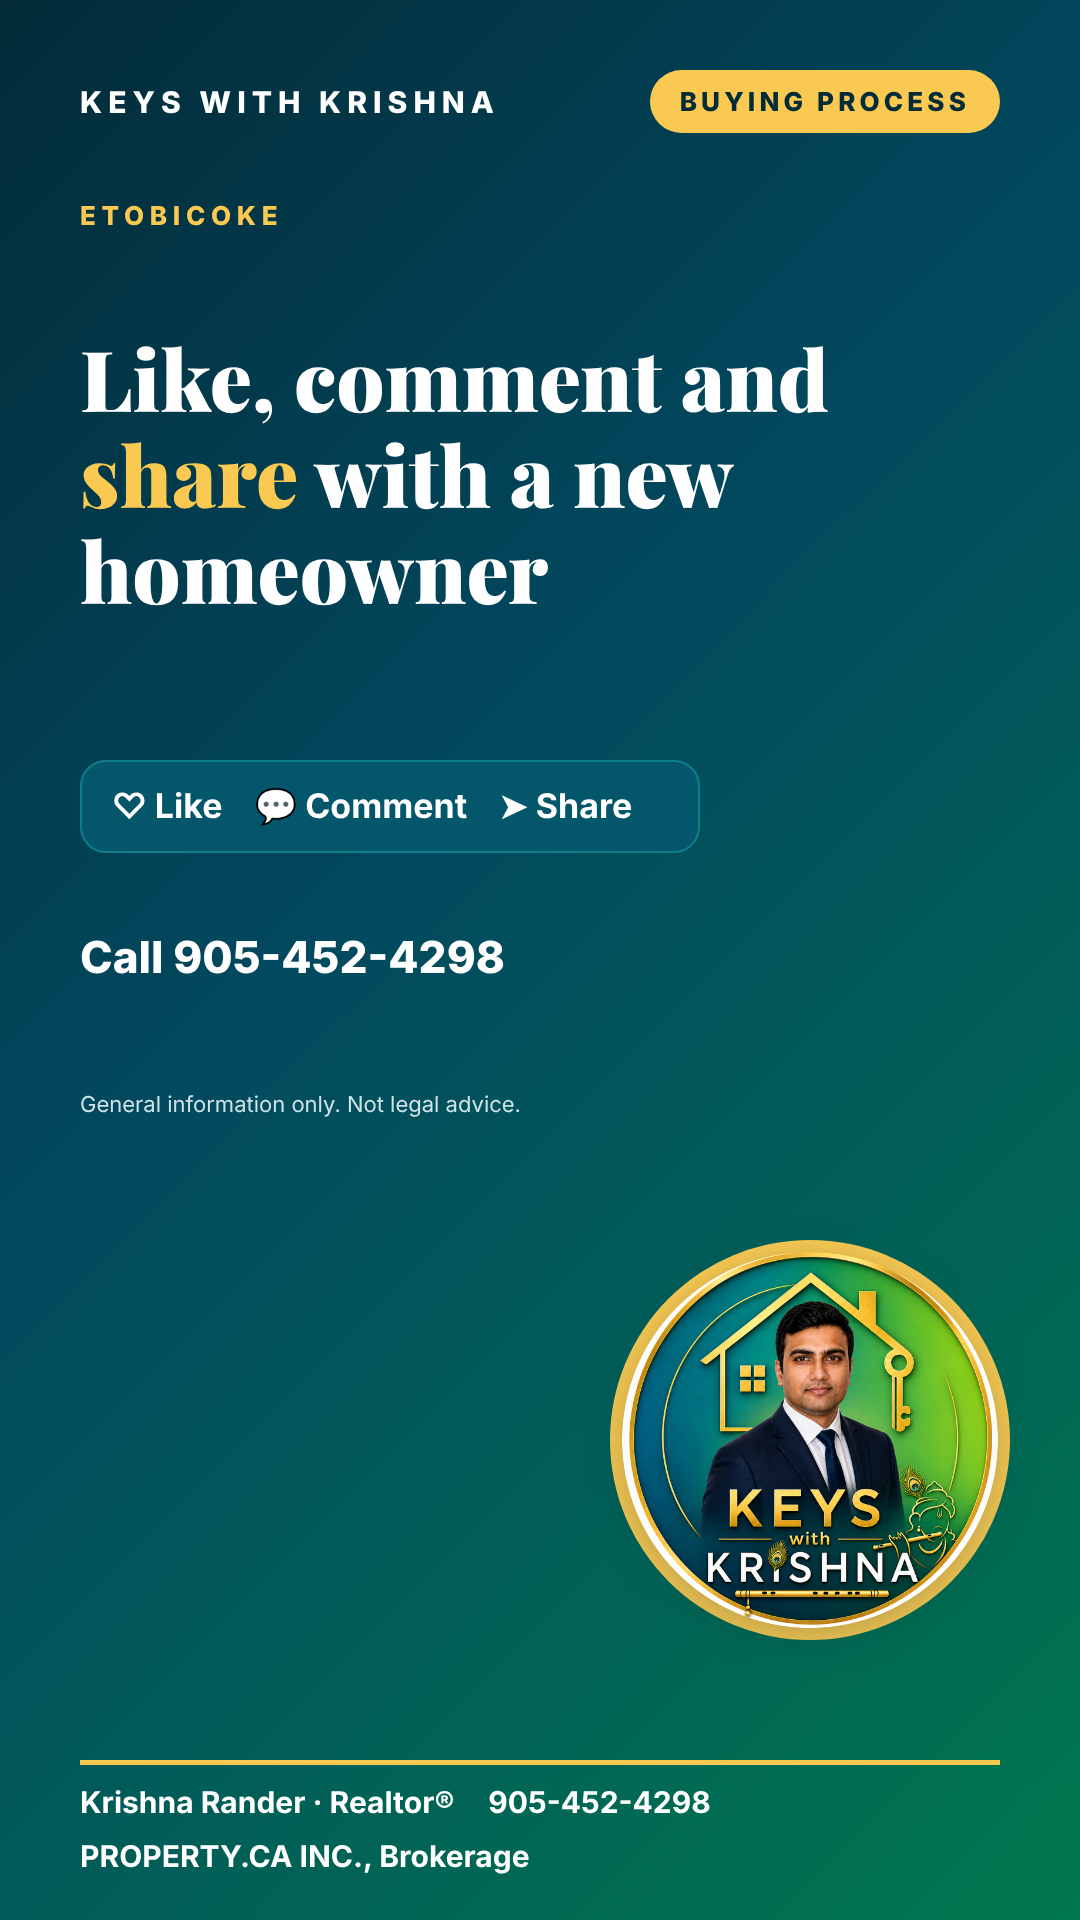 KEYS WITH KRISHNA
BUYING PROCESS
ETOBICOKE
Like, comment and
share with a new
homeowner
♡ Like 💬 Comment ➤ Share
Call 905-452-4298
General information only. Not legal advice.
KEYS
with
KRISHNA
Krishna Rander · Realtor® 905-452-4298
PROPERTY.CA INC., Brokerage